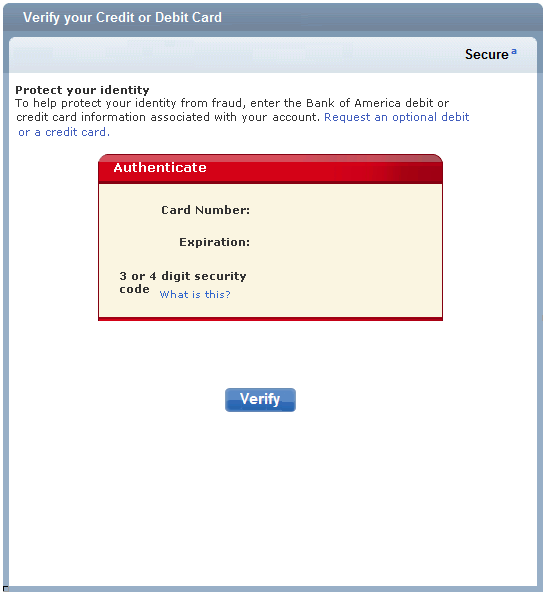 Verify your Credit or Debit Card
Secure a
Protect your identity
To help protect your identity from fraud, enter the Bank of America debit or
credit card information associated with your account. Request an optional debit
or a credit card.
Authenticate
Card Number:
Expiration:
3 or 4 digit security
code What is this?
Verify